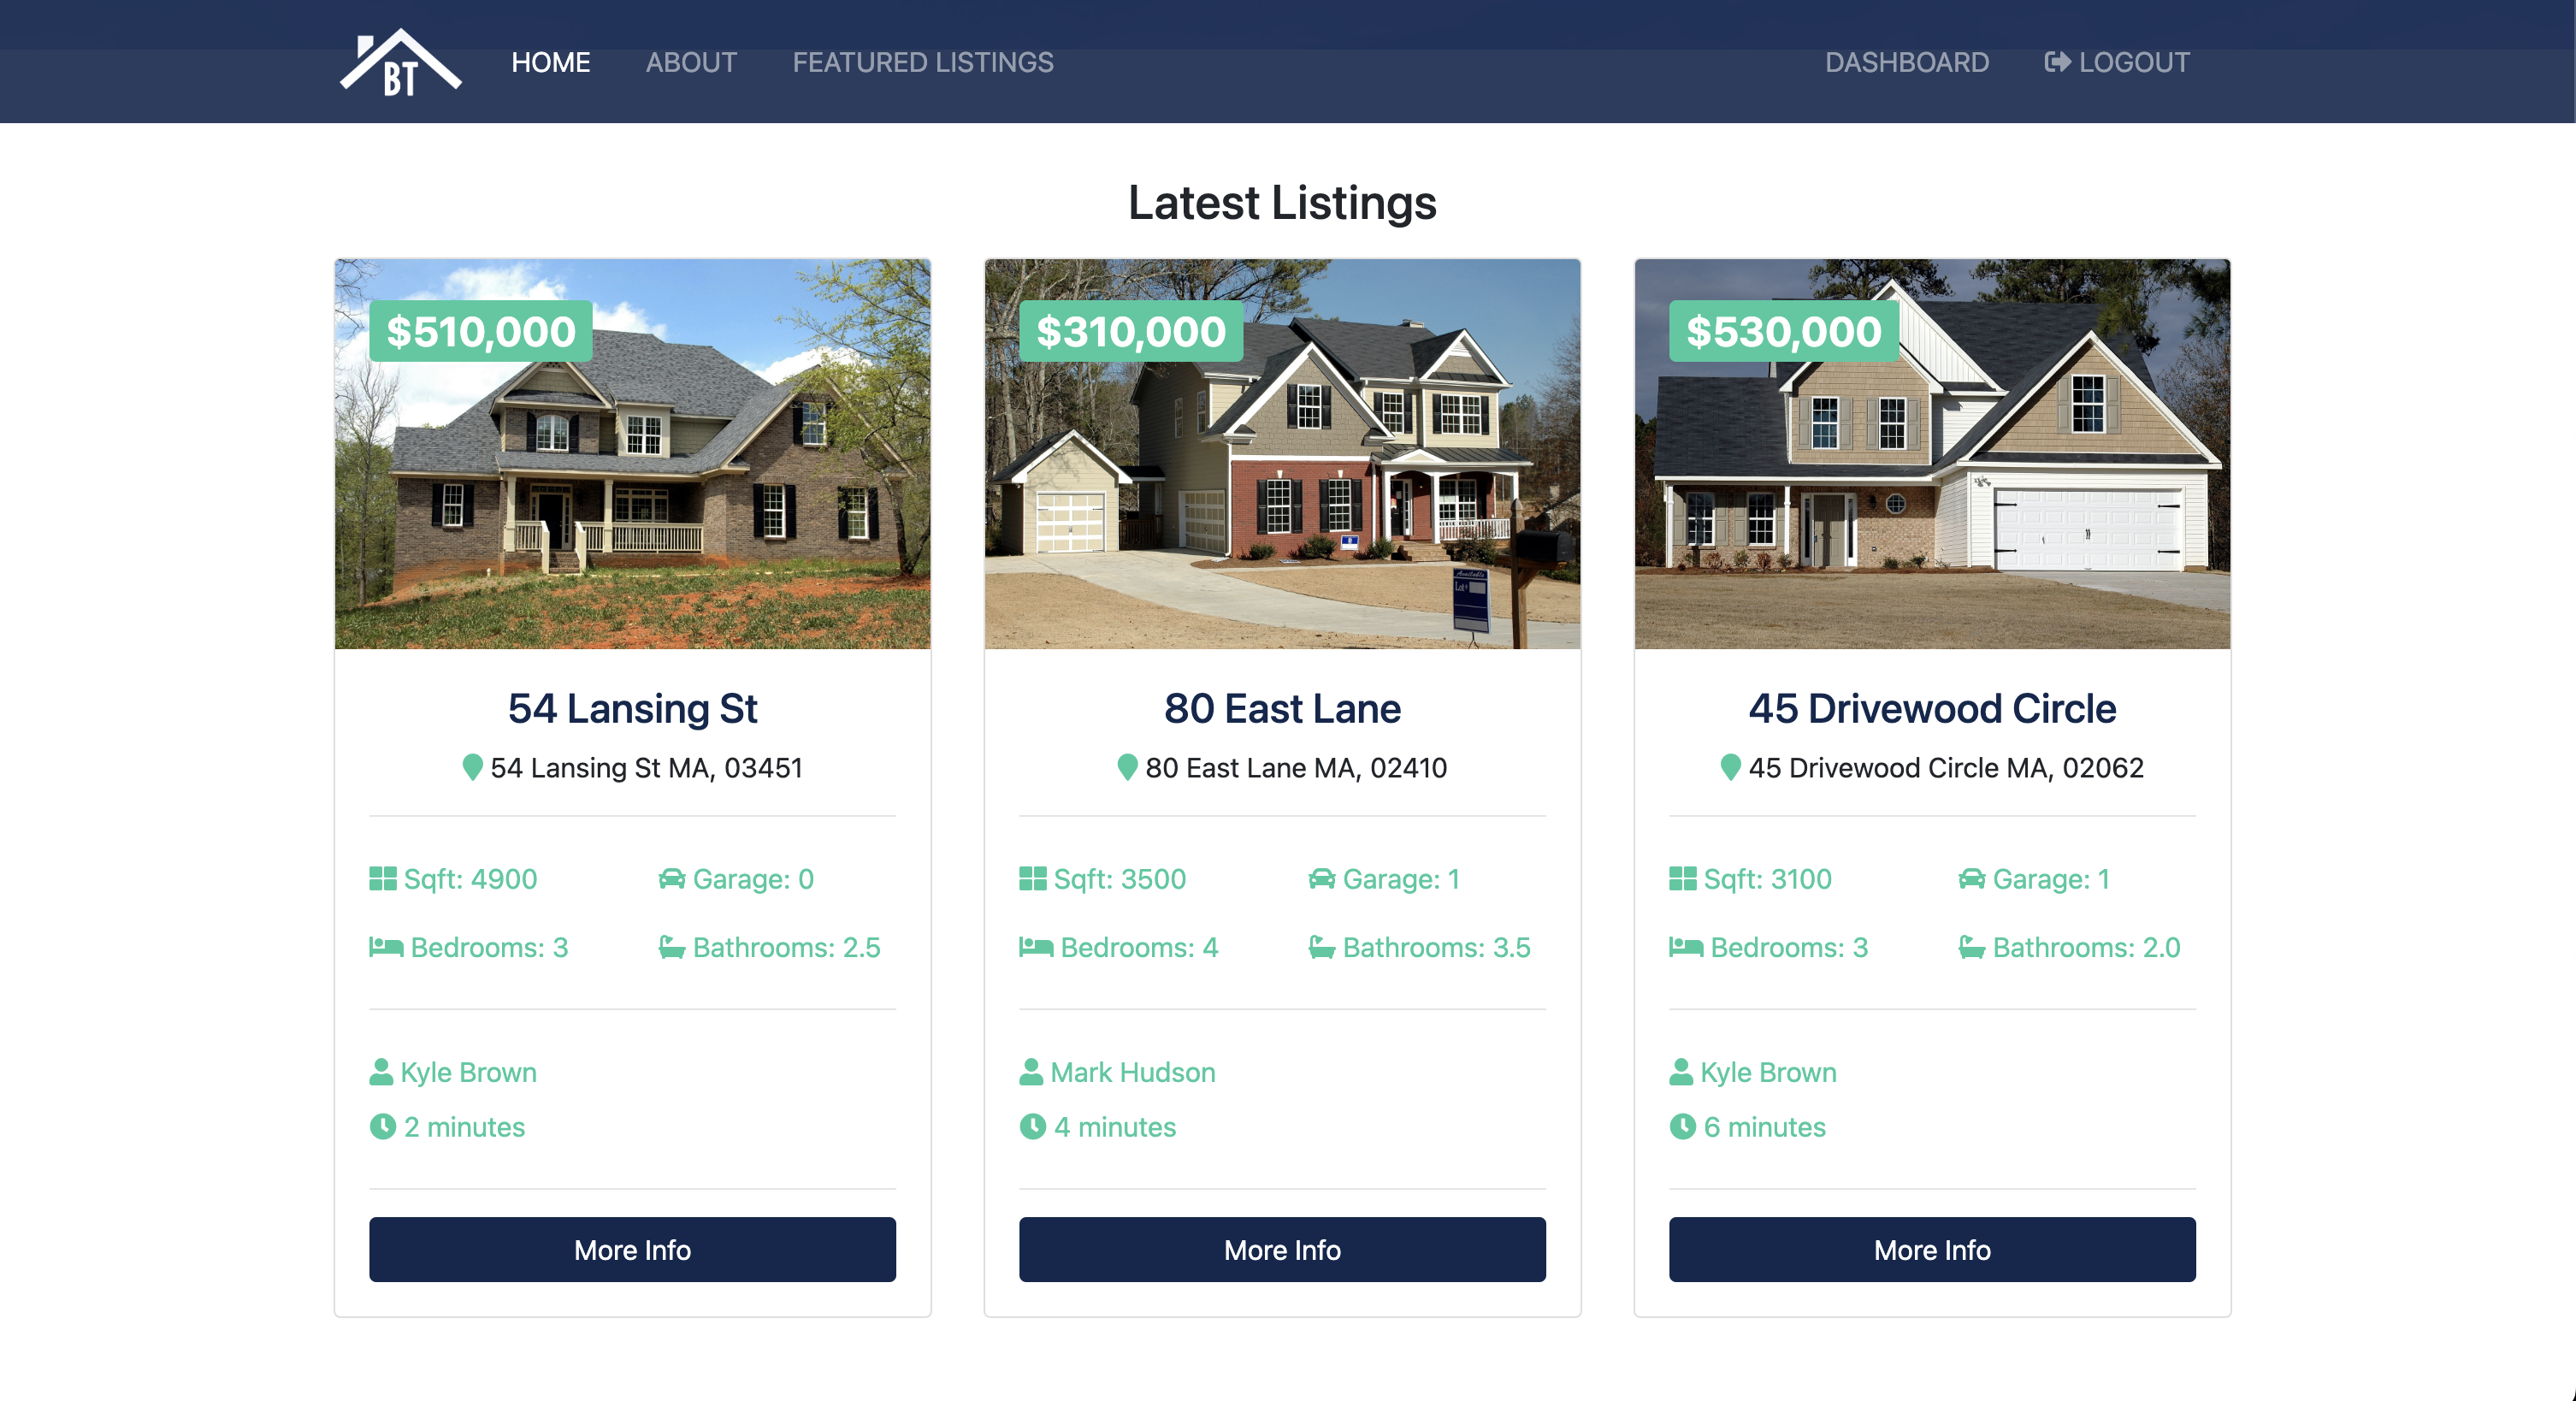 BT
HOME ABOUT FEATURED LISTINGS DASHBOARD LOGOUT
Latest Listings
$510,000
54 Lansing St
54 Lansing St MA, 03451
Sqft: 4900 Garage: 0
Bedrooms: 3 Bathrooms: 2.5
Kyle Brown
2 minutes
More Info
$310,000
Available
Lot#
80 East Lane
80 East Lane MA, 02410
Sqft: 3500 Garage: 1
Bedrooms: 4 Bathrooms: 3.5
Mark Hudson
4 minutes
More Info
$530,000
45 Drivewood Circle
45 Drivewood Circle MA, 02062
Sqft: 3100 Garage: 1
Bedrooms: 3 Bathrooms: 2.0
Kyle Brown
6 minutes
More Info